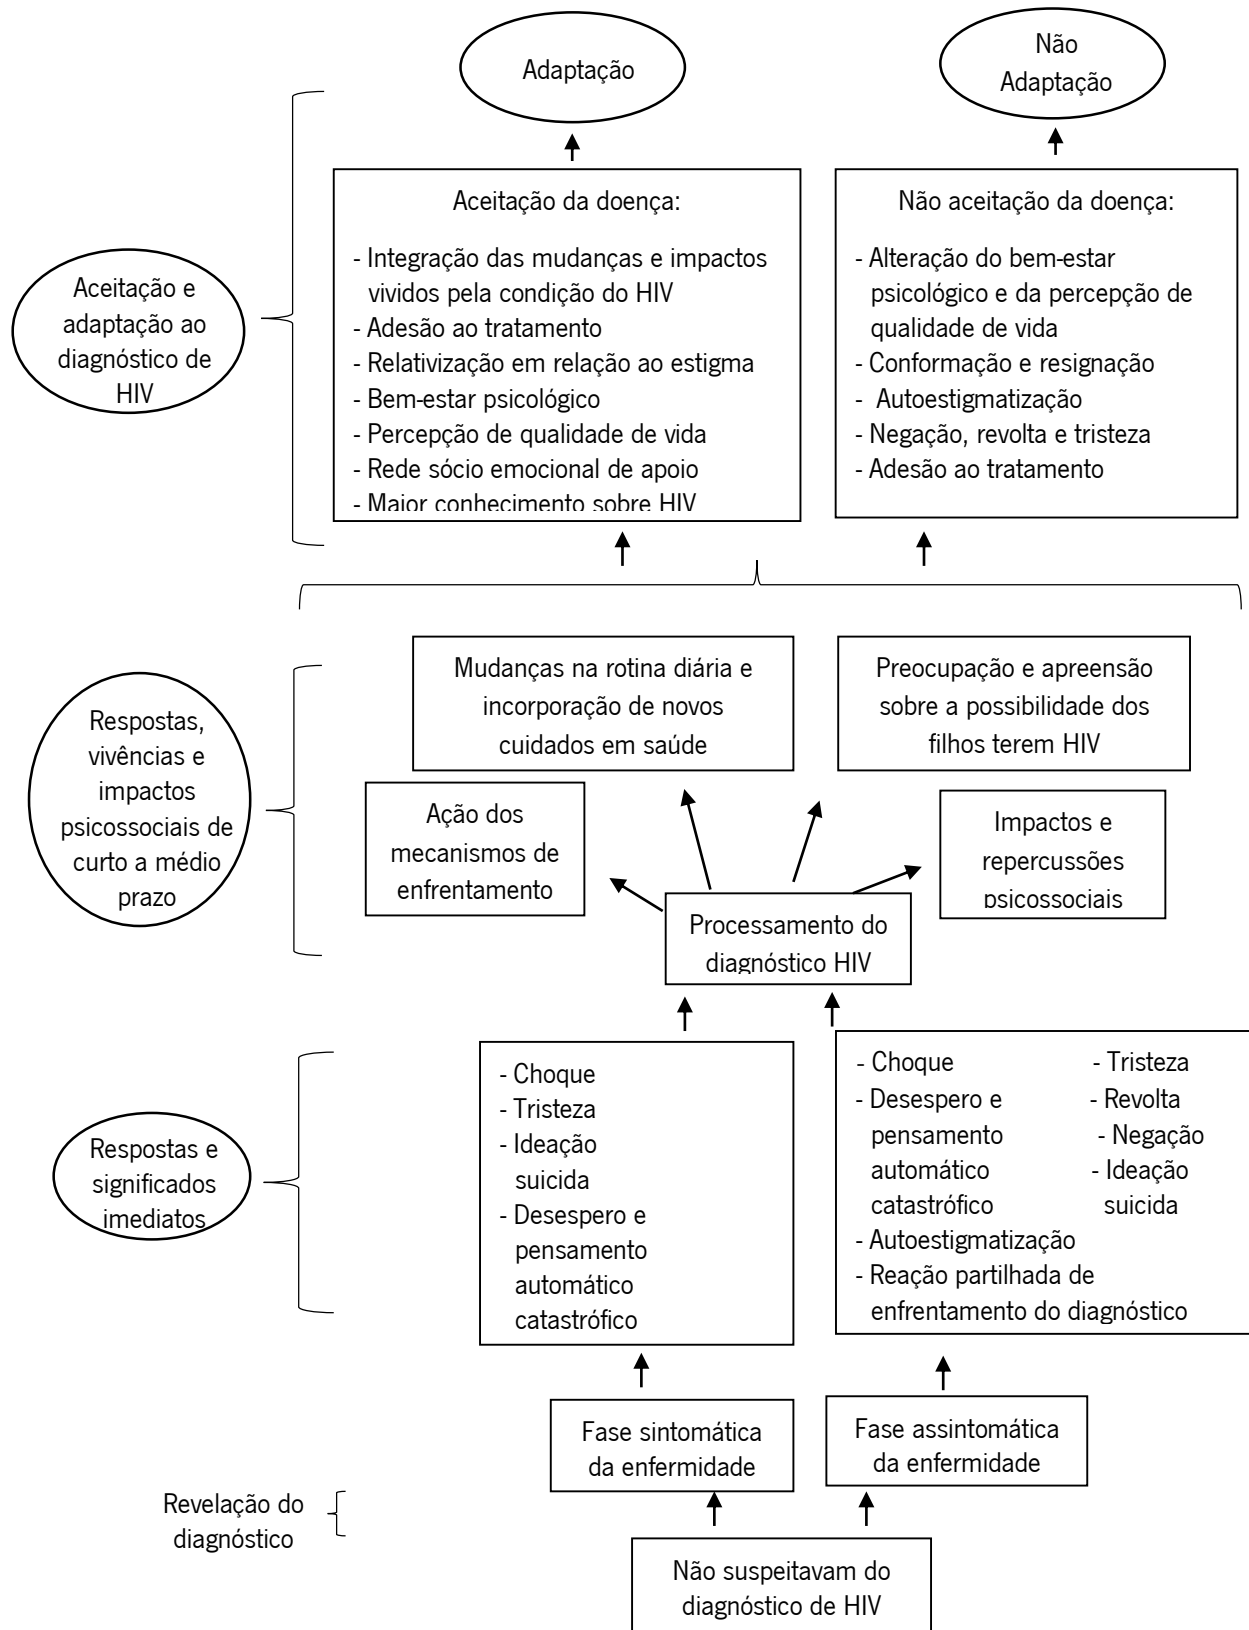 Adaptação
Não
Adaptação
Aceitação e
adaptação ao
diagnóstico de
HIV
Aceitação da doença:
- Integração das mudanças e impactos
vividos pela condição do HIV
- Adesão ao tratamento
- Relativização em relação ao estigma
- Bem-estar psicológico
- Percepção de qualidade de vida
- Rede sócio emocional de apoio
- Maior conhecimento sobre HIV
Não aceitação da doença:
- Alteração do bem-estar
psicológico e da percepção de
qualidade de vida
- Conformação e resignação
- Autoestigmatização
- Negação, revolta e tristeza
- Adesão ao tratamento
Respostas,
vivências e
impactos
psicossociais de
curto a médio
prazo
Mudanças na rotina diária e
incorporação de novos
cuidados em saúde
Preocupação e apreensão
sobre a possibilidade dos
filhos terem HIV
Ação dos
mecanismos de
enfrentamento
Impactos e
repercussões
psicossociais
Processamento do
diagnóstico HIV
Respostas e
significados
imediatos
- Choque
- Tristeza
- Ideação
suicida
- Desespero e
pensamento
automático
catastrófico
- Choque
- Desespero e
pensamento
automático
catastrófico
- Autoestigmatização
- Reação partilhada de
enfrentamento do diagnóstico
- Tristeza
- Revolta
- Negação
- Ideação
suicida
Fase sintomática
da enfermidade
Fase assintomática
da enfermidade
Revelação do
diagnóstico
Não suspeitavam do
diagnóstico de HIV